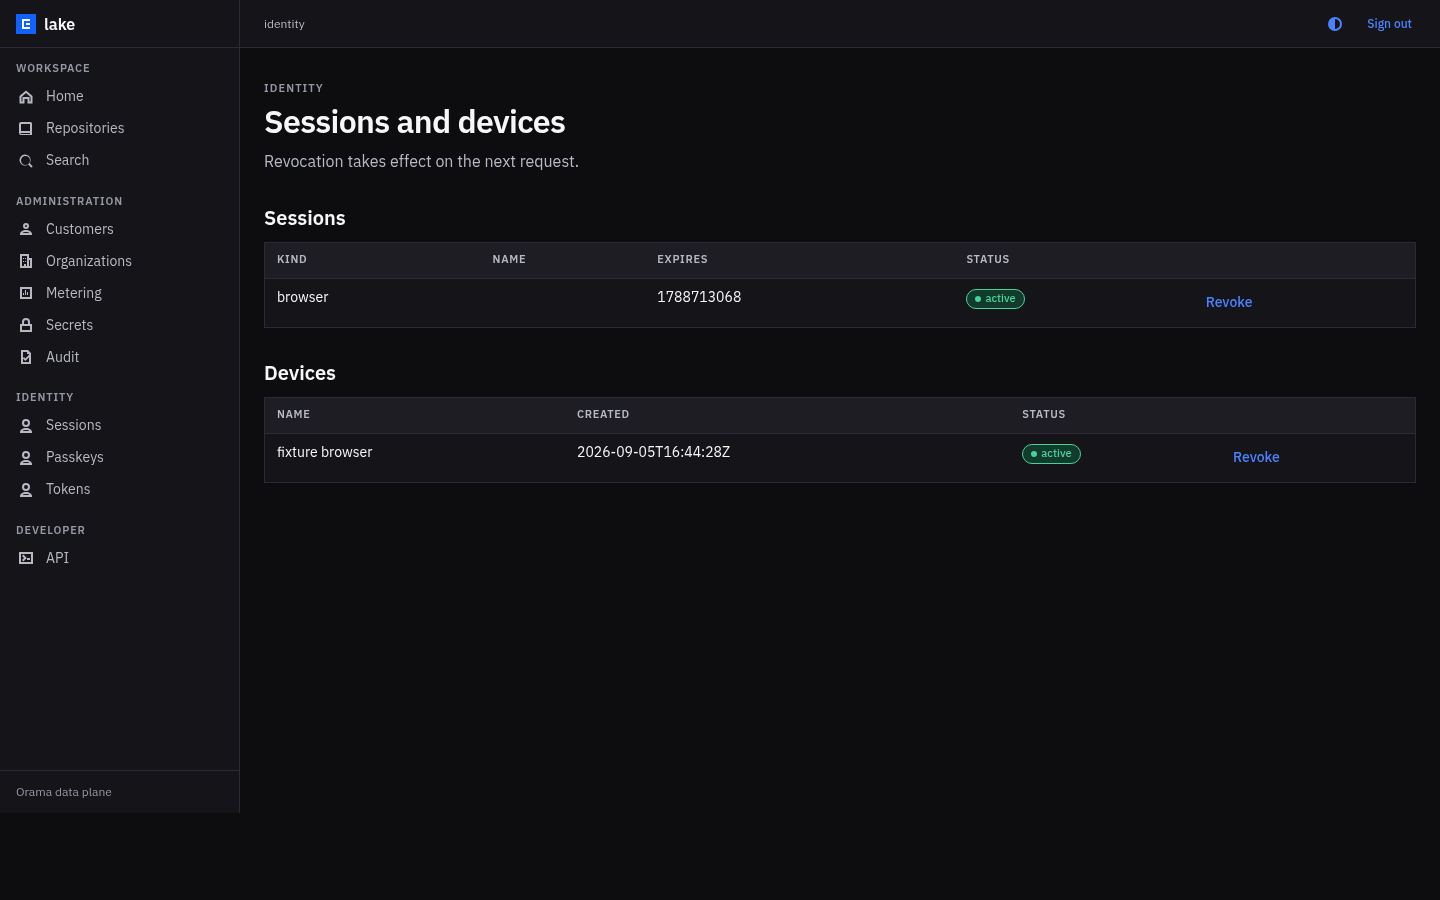 lake
identity
Sign out
WORKSPACE
Home
Repositories
Search
ADMINISTRATION
Customers
Organizations
Metering
Secrets
Audit
IDENTITY
Sessions
Passkeys
Tokens
DEVELOPER
API
Orama data plane
IDENTITY
Sessions and devices
Revocation takes effect on the next request.
Sessions
KIND NAME EXPIRES STATUS
browser 1788713068 active Revoke
Devices
NAME CREATED STATUS
fixture browser 2026-09-05T16:44:28Z active Revoke